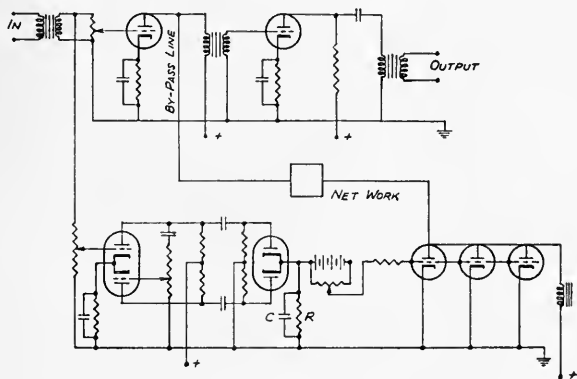 IN
BY-PASS LINE
OUTPUT
+
+
NET WORK
C
R
+
+